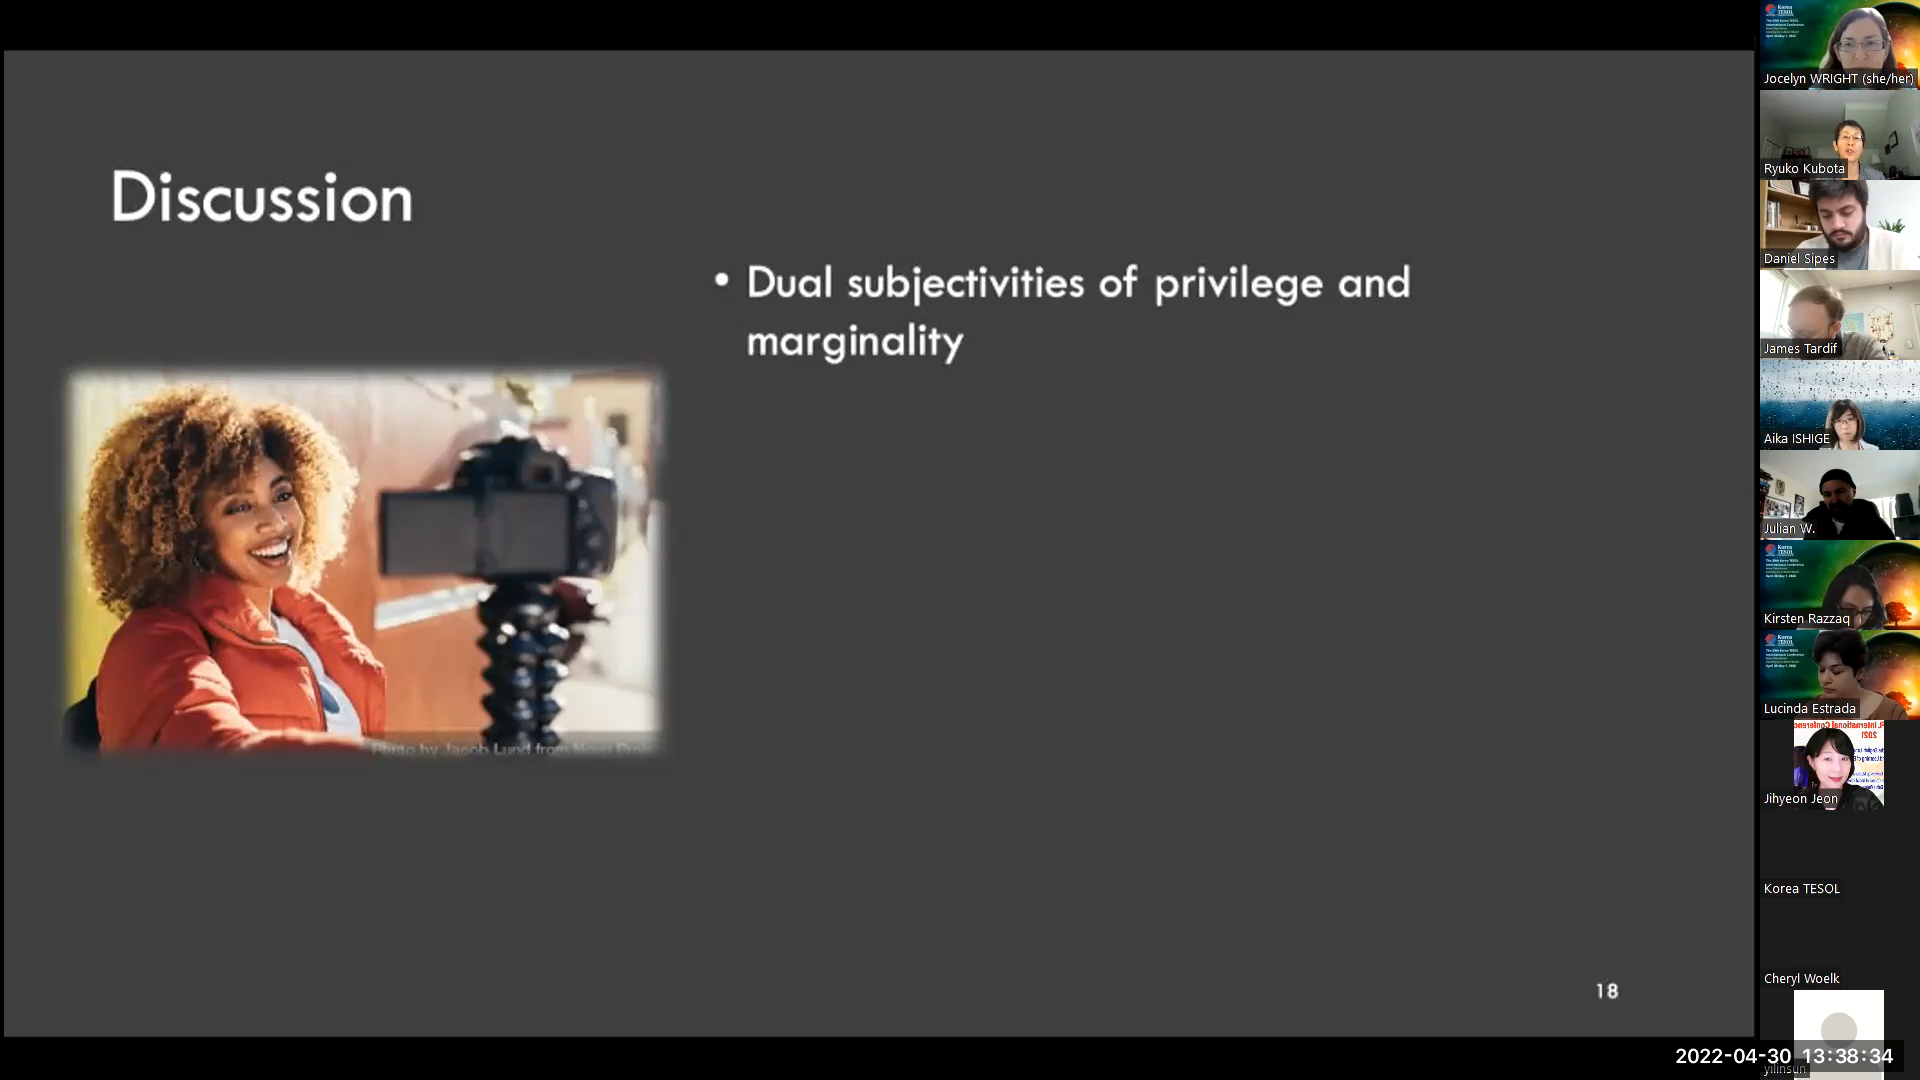 Discussion
• Dual subjectivities of privilege and
marginality
Photo by Jacob Lund from Noun Proje
18
Jocelyn WRIGHT (she/her)
Ryuko Kubota
Daniel Sipes
James Tardif
Aika ISHIGE
Julian W.
Kirsten Razzaq
Lucinda Estrada
Jihyeon Jeon
Korea TESOL
Cheryl Woelk
yilinsun
2022-04-30 13:38:34